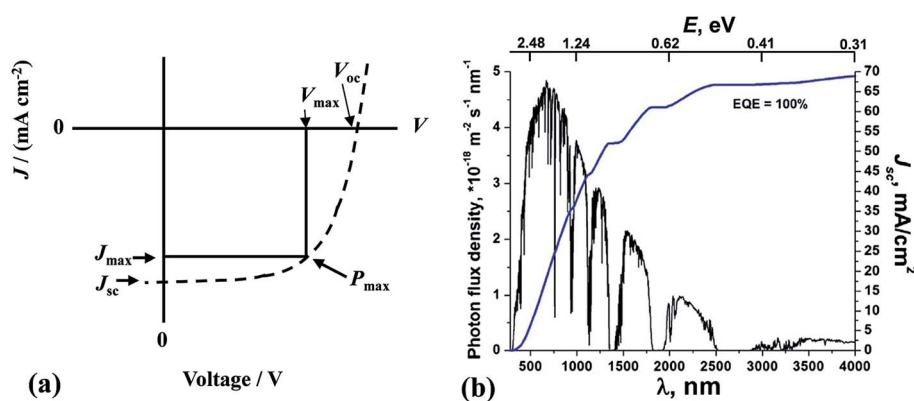 J / (mA cm⁻²)
0
V
V_max
V_oc
J_max
J_sc
P_max
0
(a)
Voltage / V
E, eV
2.48 1.24 0.62 0.41 0.31
Photon flux density, *10⁻¹⁸ m⁻² s⁻¹ nm⁻¹
5
4
3
2
1
0
EQE = 100%
70
65
60
55
50
45
40
35
30
25
20
15
10
5
0
J_sc, mA/cm²
500 1000 1500 2000 2500 3000 3500 4000
(b)
λ, nm